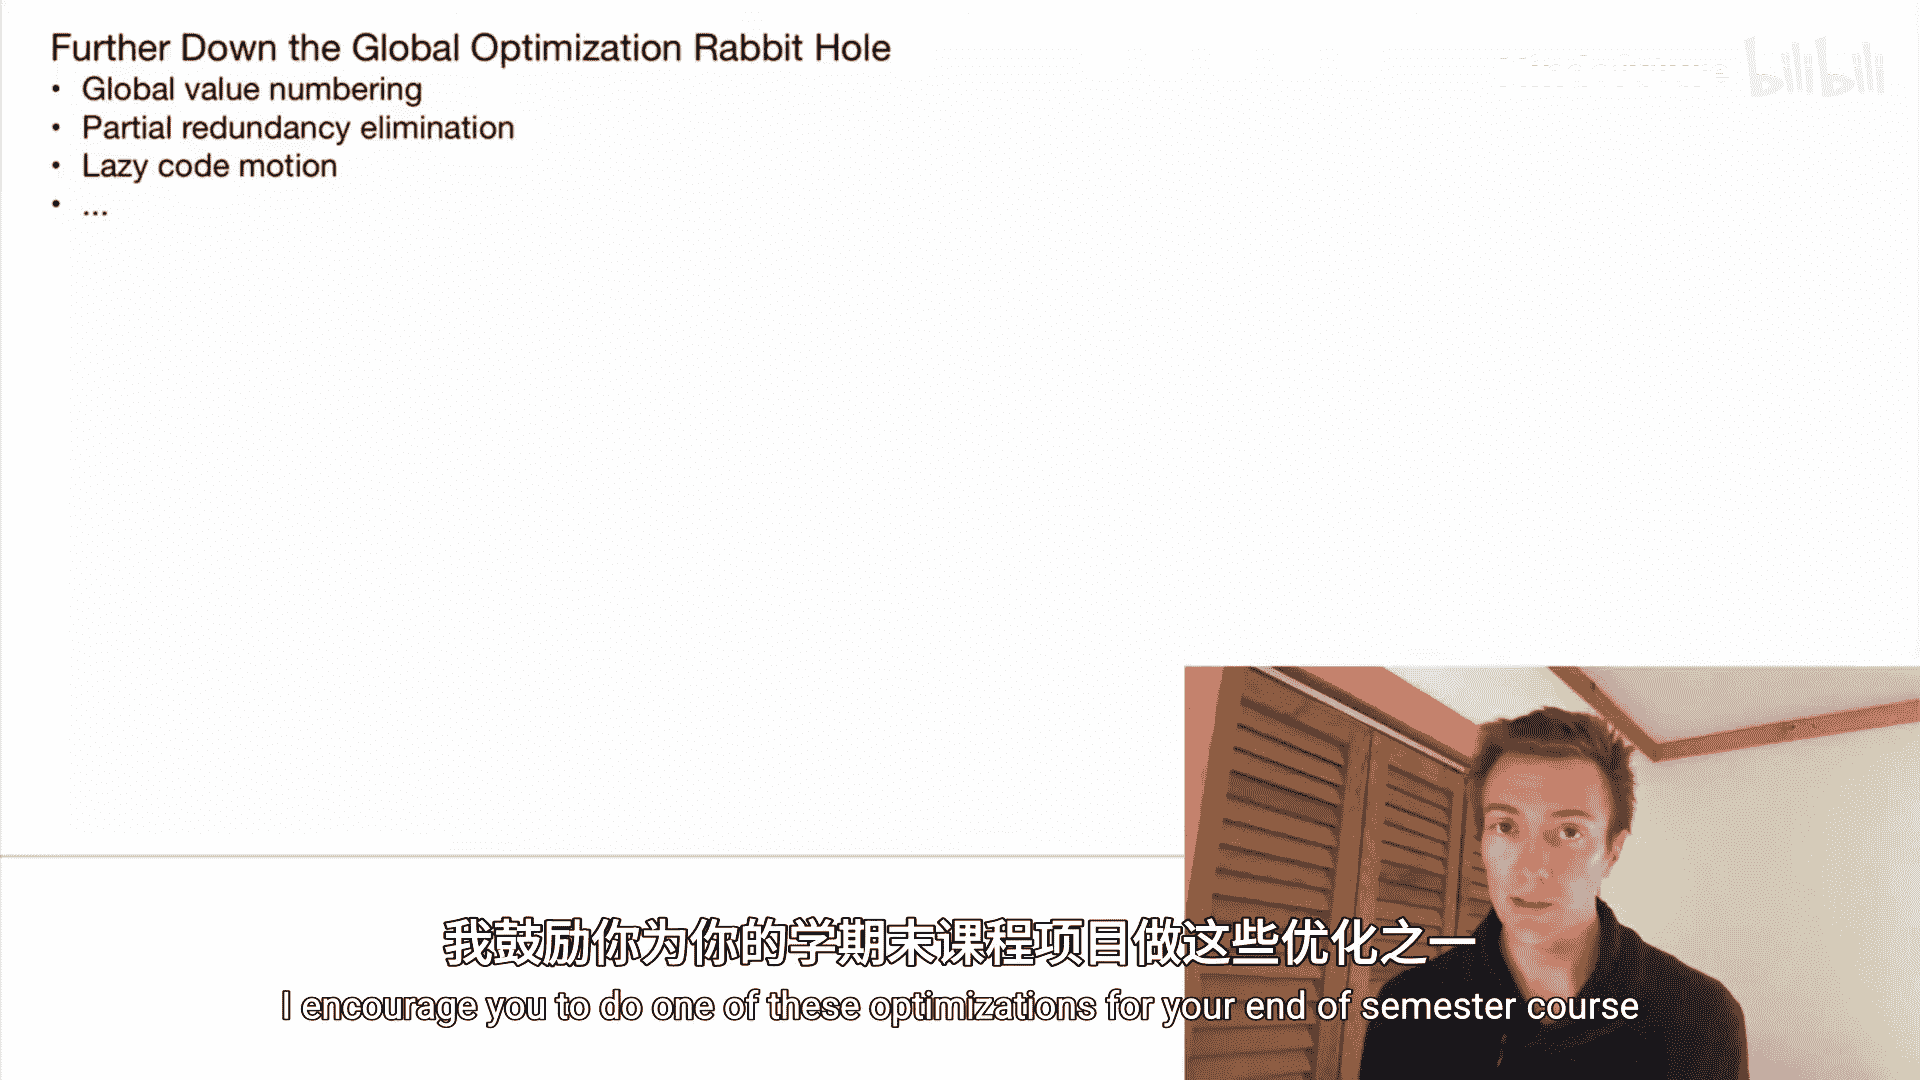 Further Down the Global Optimization Rabbit Hole
• Global value numbering
• Partial redundancy elimination
• Lazy code motion
• ...
bilibili
我鼓励你为你的学期末课程项目做这些优化之一
I encourage you to do one of these optimizations for your end of semester course